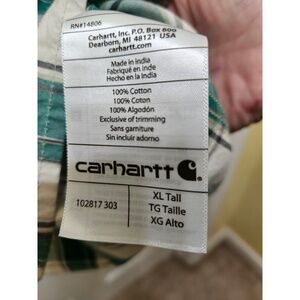 RN#14806
Carhartt, Inc. P.O. Box 600
Dearborn, MI 48121 USA
carhartt.com
Made in India
Fabriqué en Inde
Hecho en la India
100% Cotton
100% Coton
100% Algodón
Exclusive of trimming
Sans garniture
Sin incluir adorno
carhartt
102817 303
XL Tall
TG Taille
XG Alto